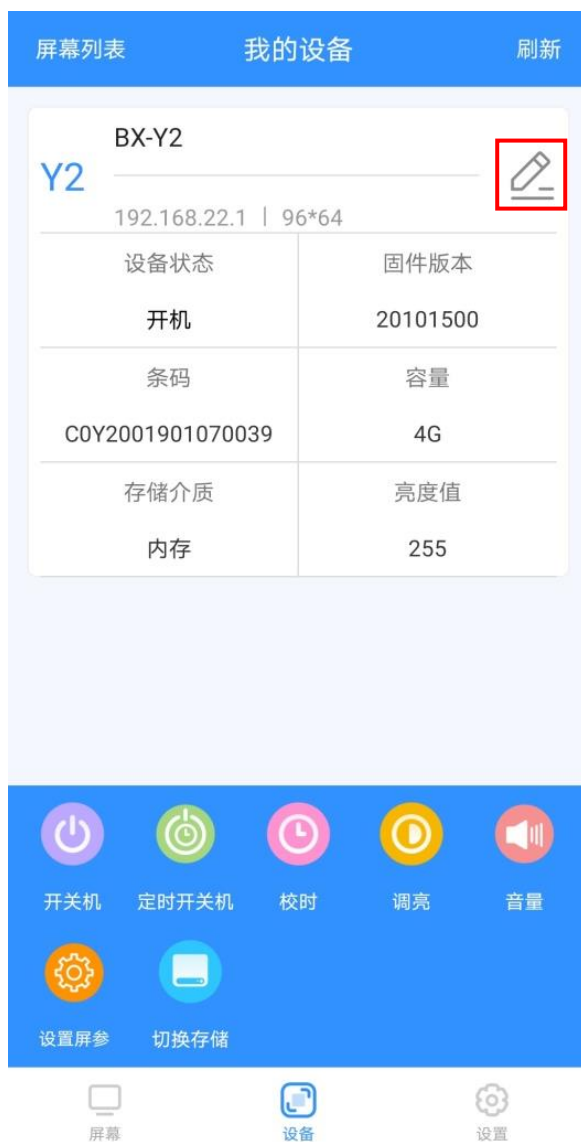 屏幕列表 我的设备 刷新
BX-Y2
Y2
192.168.22.1 | 96*64
设备状态 固件版本
开机 20101500
条码 容量
C0Y2001901070039 4G
存储介质 亮度值
内存 255
开关机 定时开关机 校时 调亮 音量
设置屏参 切换存储
屏幕 设备 设置